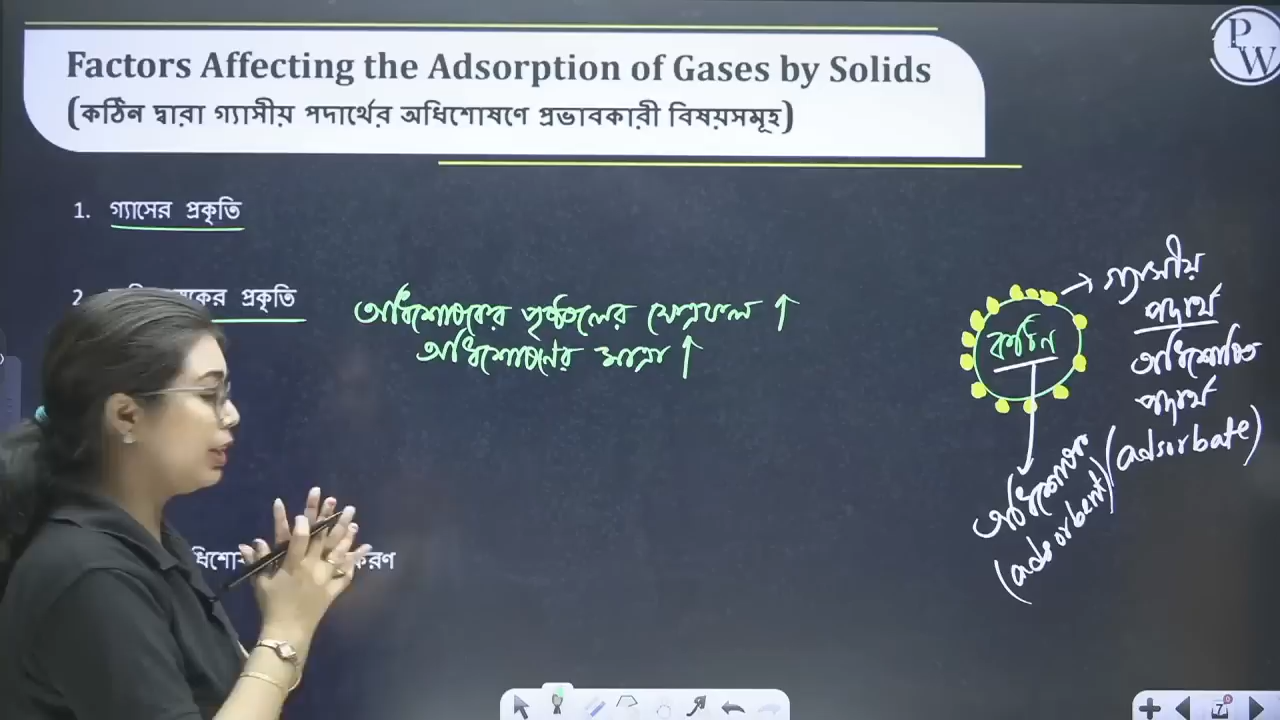 Factors Affecting the Adsorption of Gases by Solids
(কঠিন দ্বারা গ্যাসীয় পদার্থের অধিশোষণে প্রভাবকারী বিষয়সমূহ)
PW
1. গ্যাসের প্রকৃতি
2. প্রকৃতি
অধিশোষকের পৃষ্ঠতলের ক্ষেত্রফল ↑
অধিশোষণের মাত্রা ↑
কঠিন
গ্যাসীয়
পদার্থ
অধিশোষিত
পদার্থ
(adsorbate)
অধিশোষক
(adsorbent)